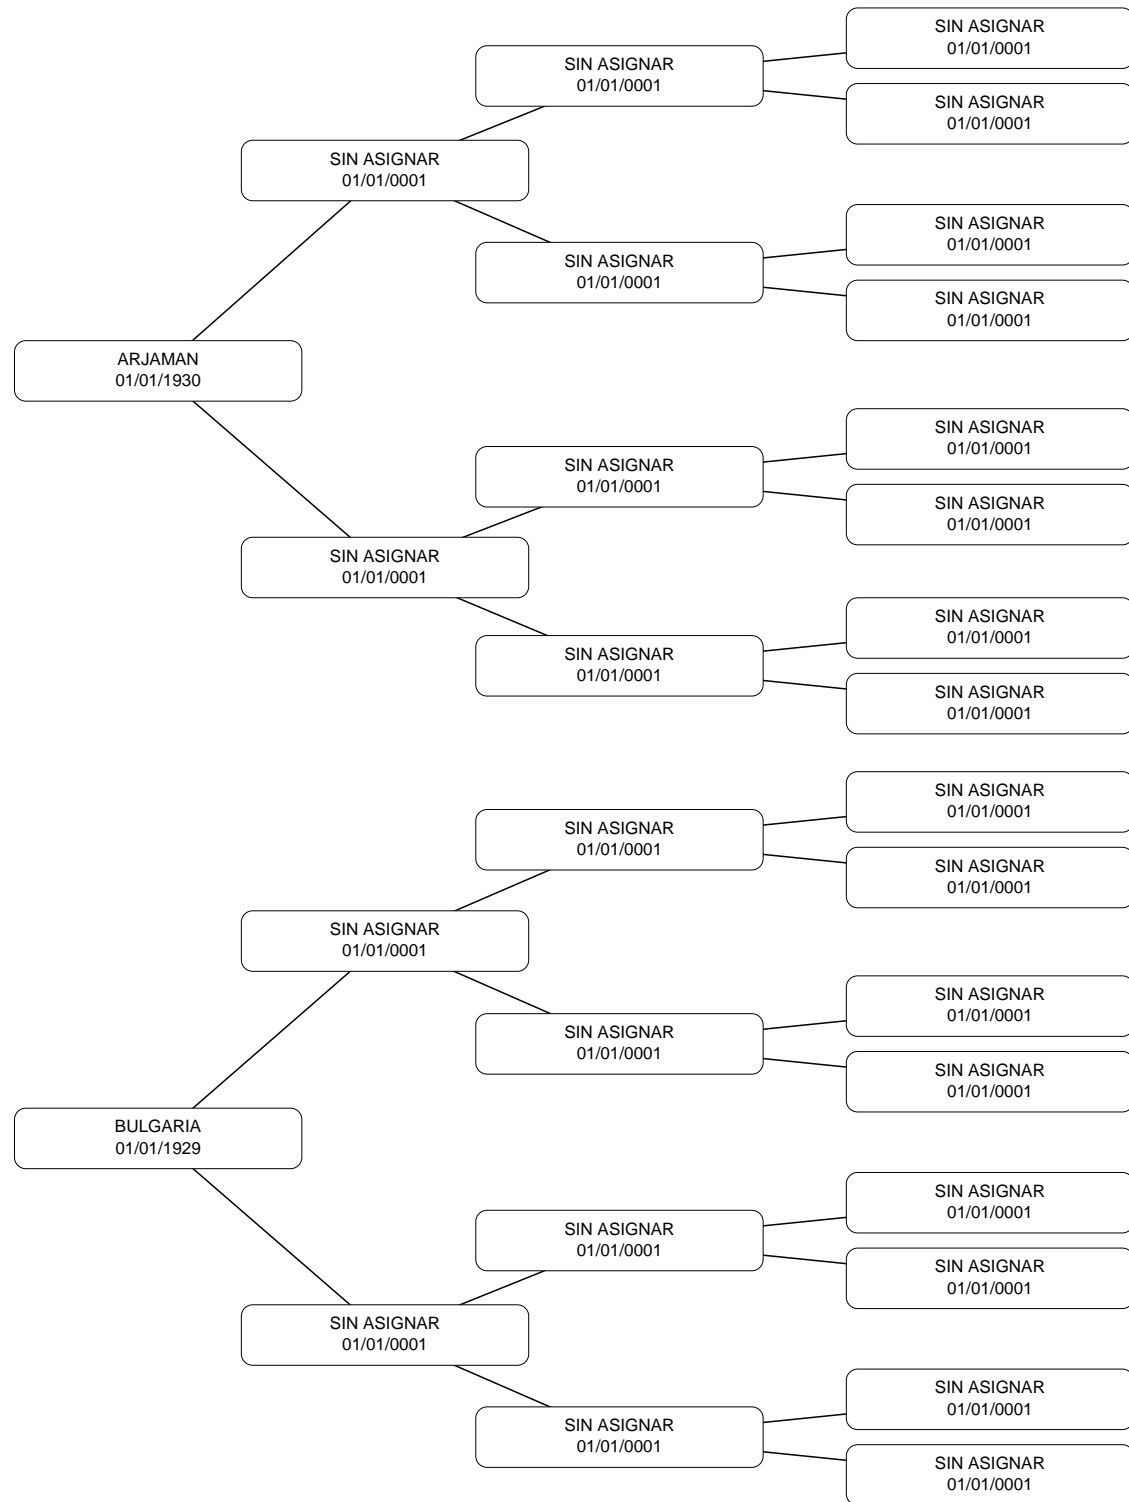 SIN ASIGNAR
01/01/0001
SIN ASIGNAR
01/01/0001
SIN ASIGNAR
01/01/0001
SIN ASIGNAR
01/01/0001
SIN ASIGNAR
01/01/0001
SIN ASIGNAR
01/01/0001
SIN ASIGNAR
01/01/0001
ARJAMAN
01/01/1930
SIN ASIGNAR
01/01/0001
SIN ASIGNAR
01/01/0001
SIN ASIGNAR
01/01/0001
SIN ASIGNAR
01/01/0001
SIN ASIGNAR
01/01/0001
SIN ASIGNAR
01/01/0001
SIN ASIGNAR
01/01/0001
SIN ASIGNAR
01/01/0001
SIN ASIGNAR
01/01/0001
SIN ASIGNAR
01/01/0001
SIN ASIGNAR
01/01/0001
SIN ASIGNAR
01/01/0001
SIN ASIGNAR
01/01/0001
SIN ASIGNAR
01/01/0001
BULGARIA
01/01/1929
SIN ASIGNAR
01/01/0001
SIN ASIGNAR
01/01/0001
SIN ASIGNAR
01/01/0001
SIN ASIGNAR
01/01/0001
SIN ASIGNAR
01/01/0001
SIN ASIGNAR
01/01/0001
SIN ASIGNAR
01/01/0001